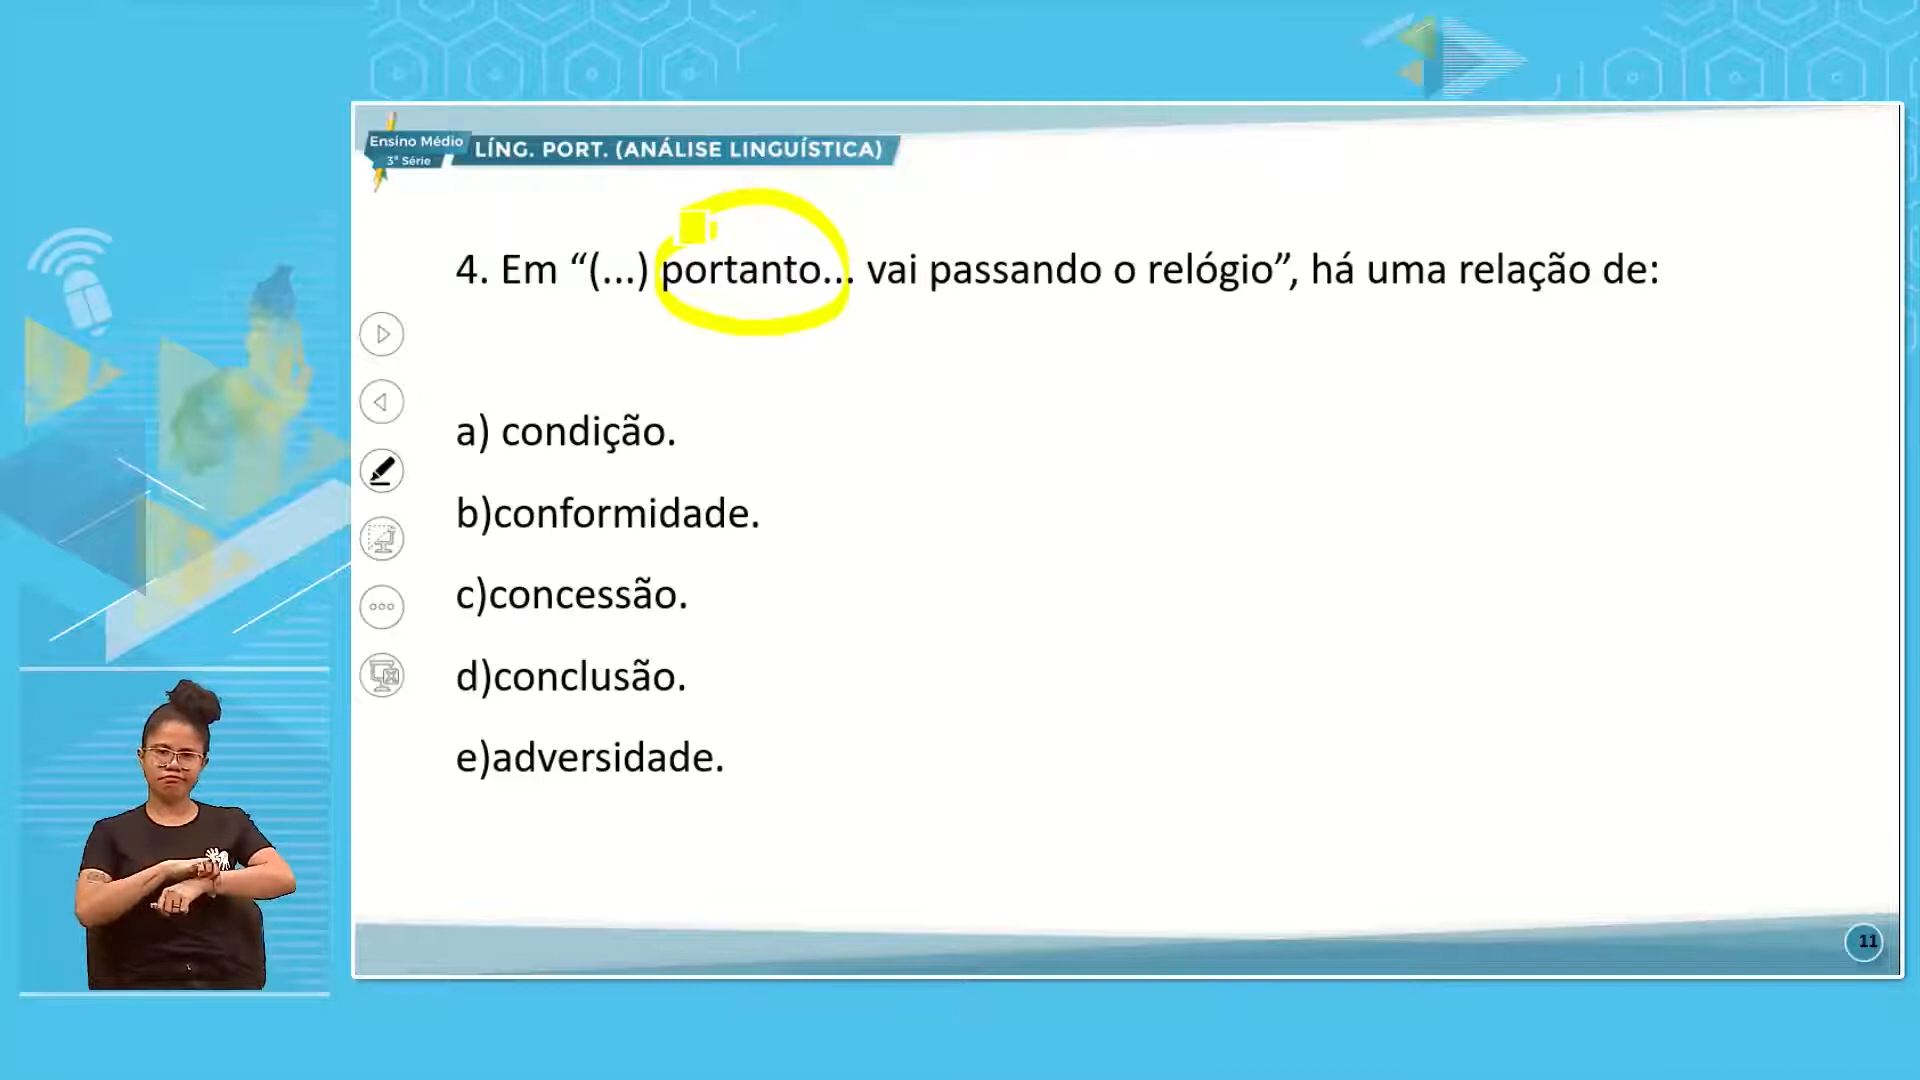 Ensino Médio
3ª Série
LÍNG. PORT. (ANÁLISE LINGUÍSTICA)
4. Em “(...) portanto... vai passando o relógio”, há uma relação de:
a) condição.
b)conformidade.
c)concessão.
d)conclusão.
e)adversidade.
11